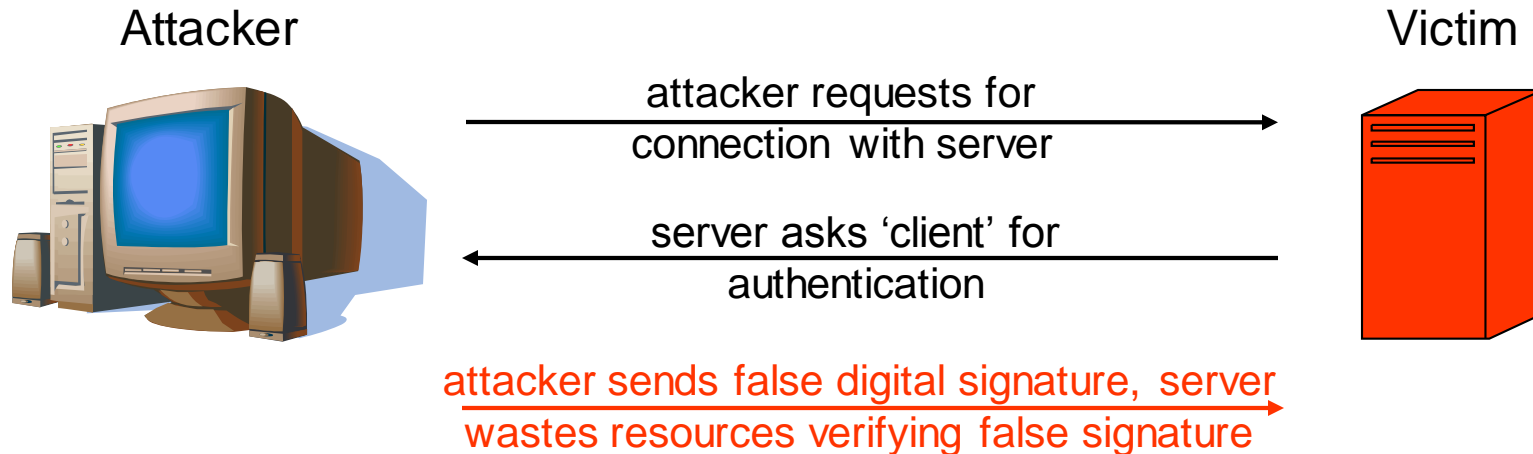 Attacker
Victim
attacker requests for
connection with server
server asks ‘client’ for
authentication
attacker sends false digital signature, server
wastes resources verifying false signature